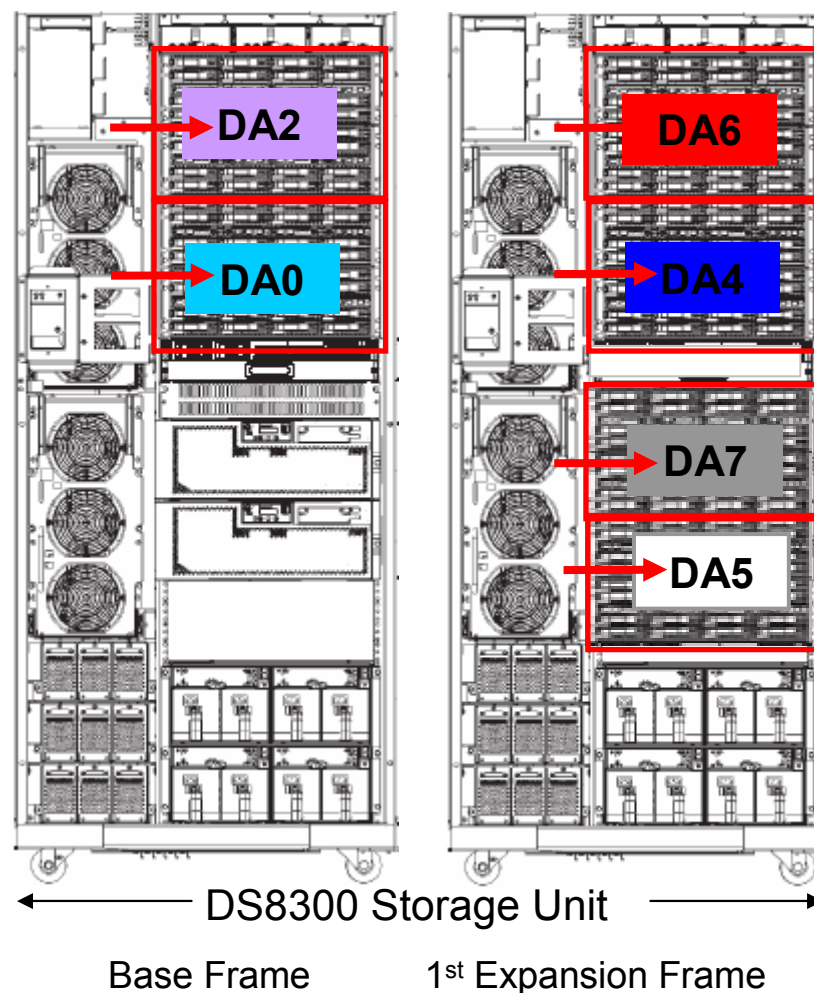 DA2
DA6
DA0
DA4
DA7
DA5
DS8300 Storage Unit
Base Frame
1st Expansion Frame